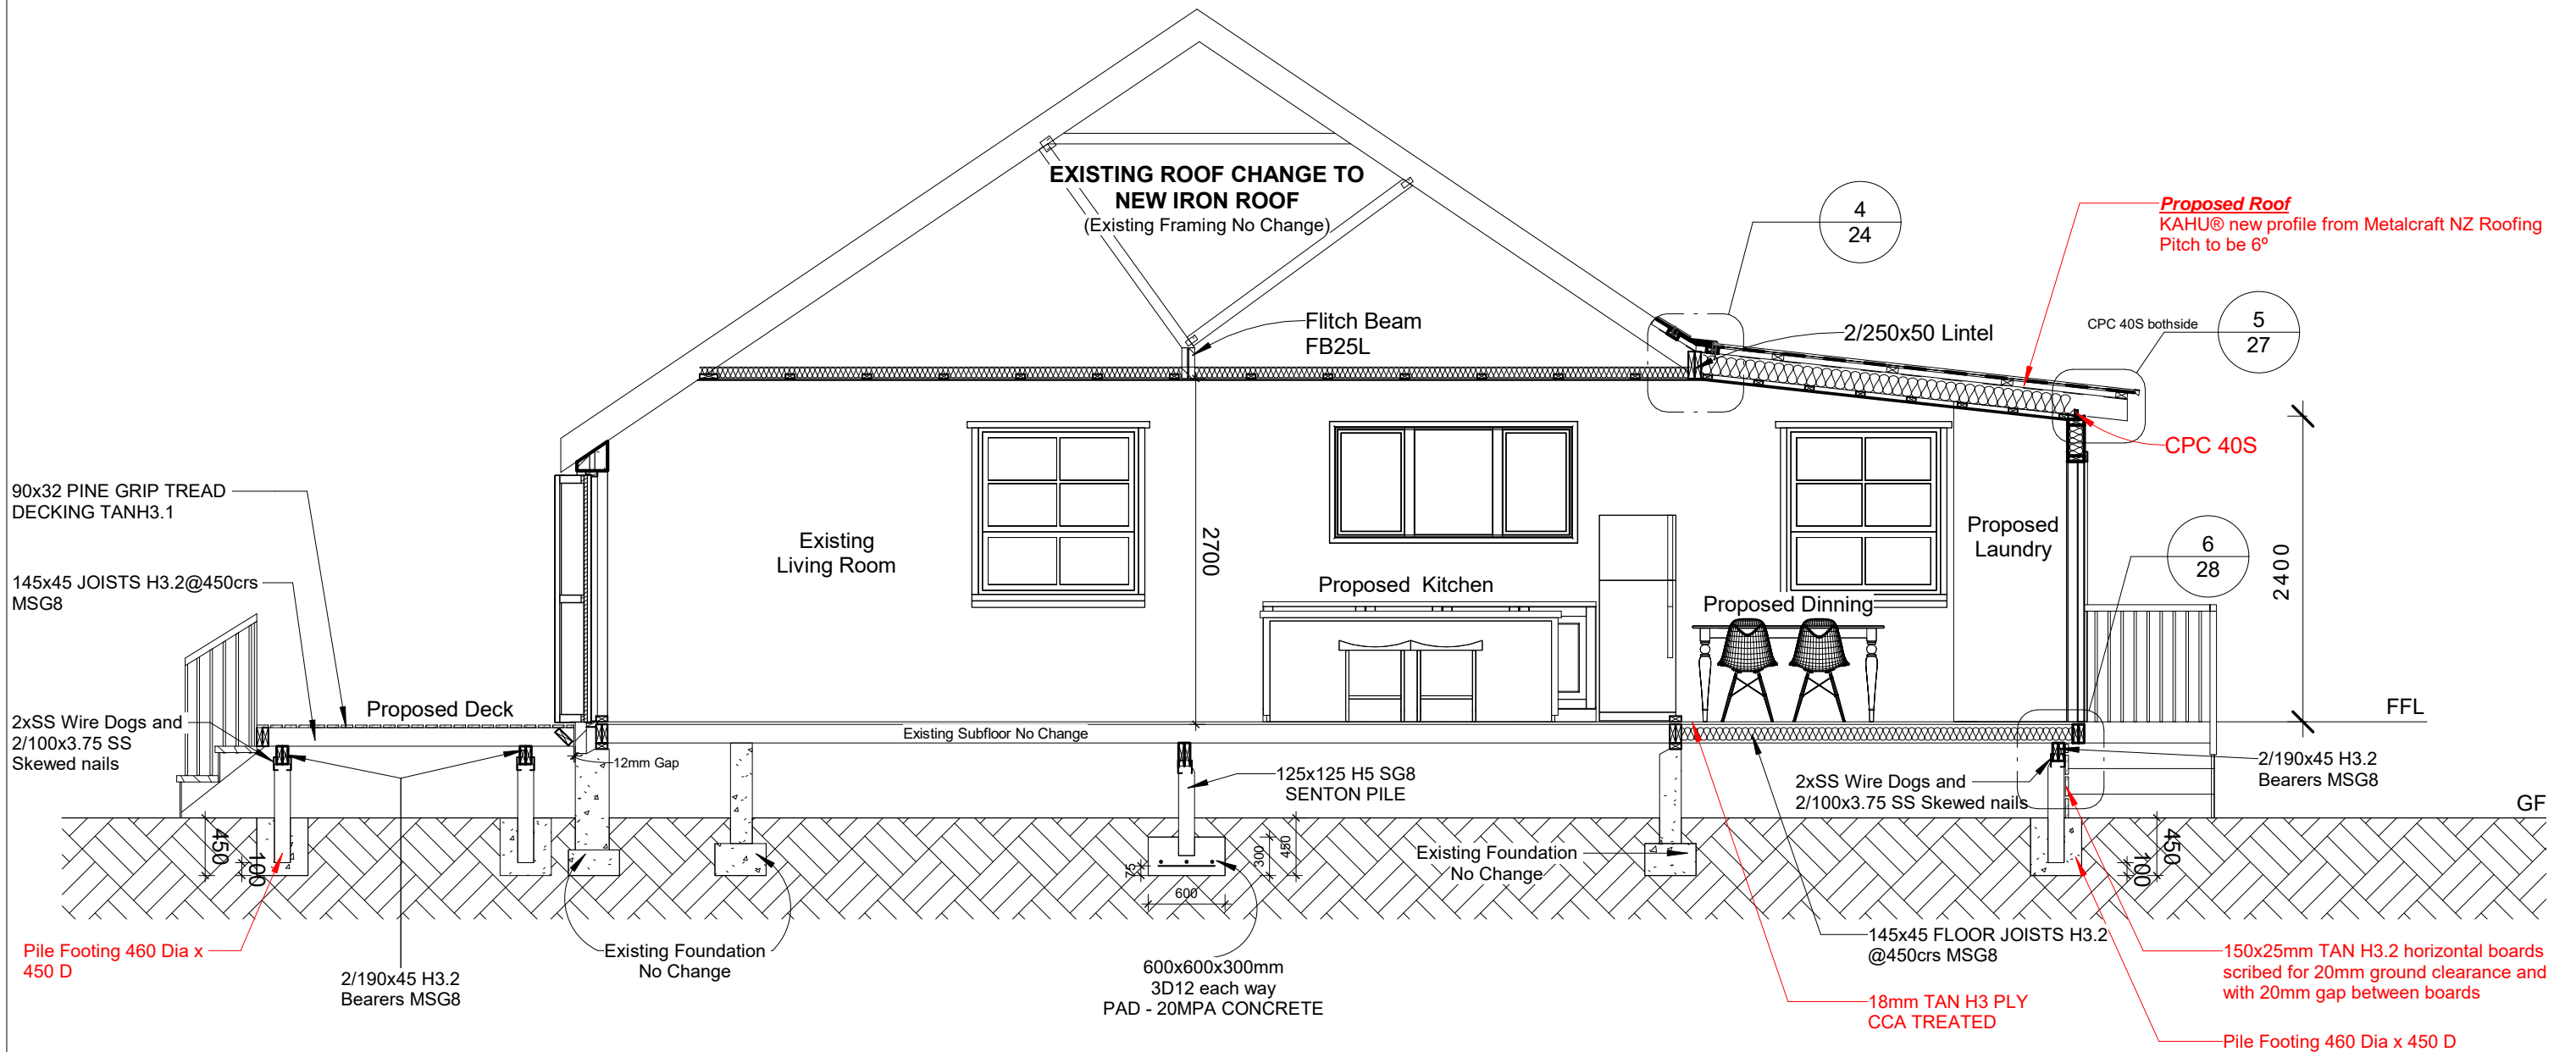 EXISTING ROOF CHANGE TO
NEW IRON ROOF
(Existing Framing No Change)
4
24
Proposed Roof
KAHU® new profile from Metalcraft NZ Roofing
Pitch to be 6º
Flitch Beam
FB25L
2/250x50 Lintel
CPC 40S bothside
5
27
CPC 40S
90x32 PINE GRIP TREAD
DECKING TANH3.1
145x45 JOISTS H3.2@450crs
MSG8
Existing
Living Room
2700
Proposed Kitchen
Proposed Dinning
Proposed
Laundry
6
28
2400
2xSS Wire Dogs and
2/100x3.75 SS
Skewed nails
Proposed Deck
Existing Subfloor No Change
FFL
12mm Gap
125x125 H5 SG8
SENTON PILE
2xSS Wire Dogs and
2/100x3.75 SS Skewed nails
2/190x45 H3.2
Bearers MSG8
GF
450
100
75
300
450
600
Existing Foundation
No Change
450
100
Pile Footing 460 Dia x
450 D
2/190x45 H3.2
Bearers MSG8
Existing Foundation
No Change
600x600x300mm
3D12 each way
PAD - 20MPA CONCRETE
145x45 FLOOR JOISTS H3.2
@450crs MSG8
18mm TAN H3 PLY
CCA TREATED
150x25mm TAN H3.2 horizontal boards
scribed for 20mm ground clearance and
with 20mm gap between boards
Pile Footing 460 Dia x 450 D